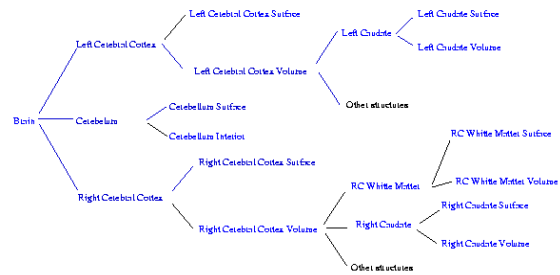 Left Cerebral Cortex Surface
Left Caudate Surface
Left Caudate
Left Cerebral Cortex
Left Caudate Volume
Left Cerebral Cortex Volume
Cerebellum Surface
Other structures
Brain
Cerebellum
Cerebellum Interior
RC White Matter Surface
Right Cerebral Cortex Surface
RC White Matter Volume
RC White Matter
Right Cerebral Cortex
Right Caudate Surface
Right Caudate
Right Cerebral Cortex Volume
Right Caudate Volume
Other structures